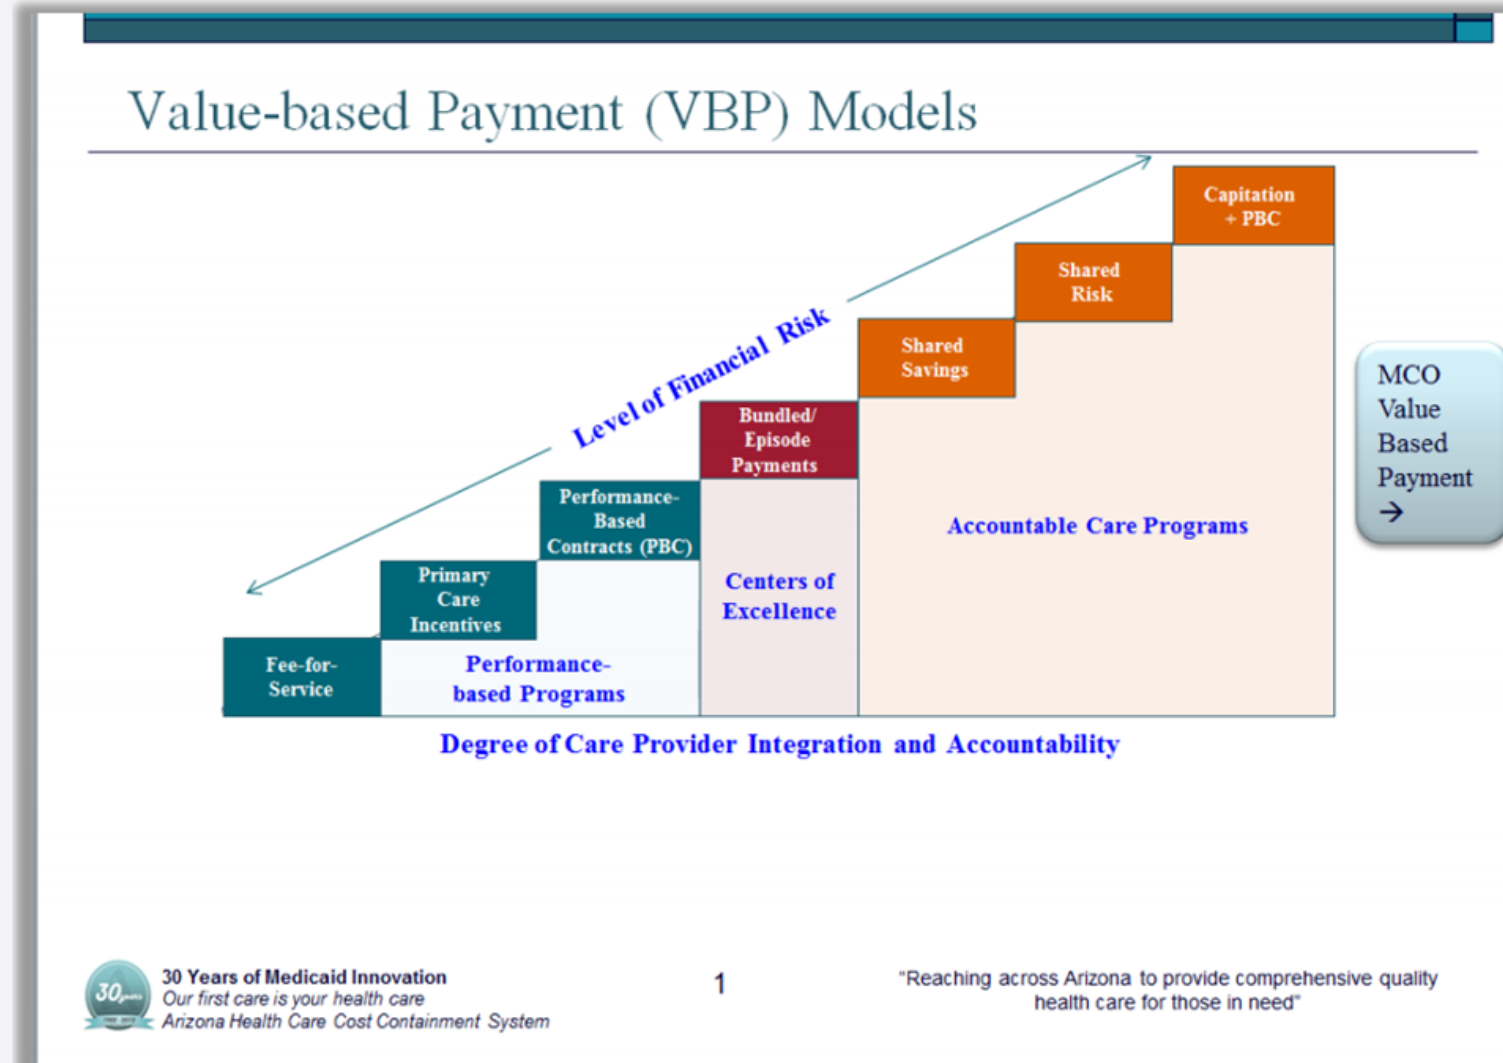 Value-based Payment (VBP) Models
Capitation
+ PBC
Shared
Risk
Shared
Savings
Level of Financial Risk
Bundled/
Episode
Payments
Performance-
Based
Contracts (PBC)
Primary
Care
Incentives
Fee-for-
Service
Performance-
based Programs
Centers of
Excellence
Accountable Care Programs
MCO
Value
Based
Payment
→
Degree of Care Provider Integration and Accountability
30 years
30 Years of Medicaid Innovation
Our first care is your health care
Arizona Health Care Cost Containment System
1
"Reaching across Arizona to provide comprehensive quality
health care for those in need"